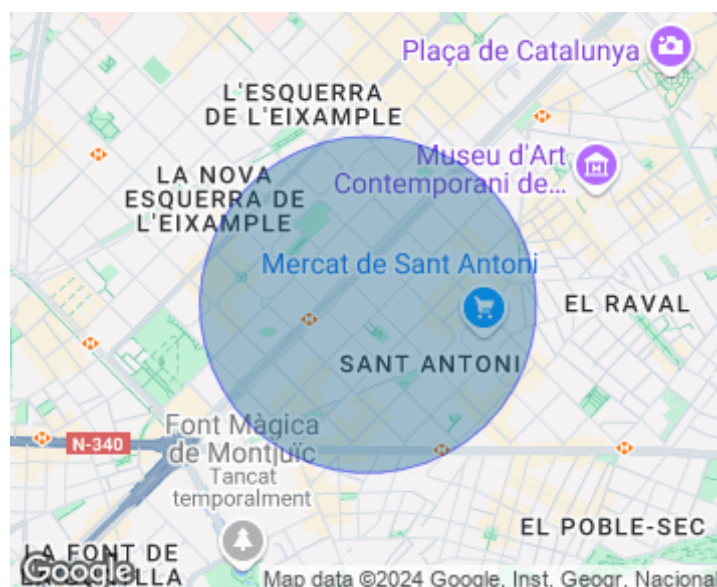 Plaça de Catalunya
L'ESQUERRA
DE L'EIXAMPLE
Museu d'Art
Contemporani de...
LA NOVA
ESQUERRA DE
L'EIXAMPLE
Mercat de Sant Antoni
EL RAVAL
SANT ANTONI
N-340
Font Màgica
de Montjuïc
Tancat
temporalment
EL POBLE-SEC
LA FONT DE
Google
Map data ©2024 Google, Inst. Geogr. Nacional